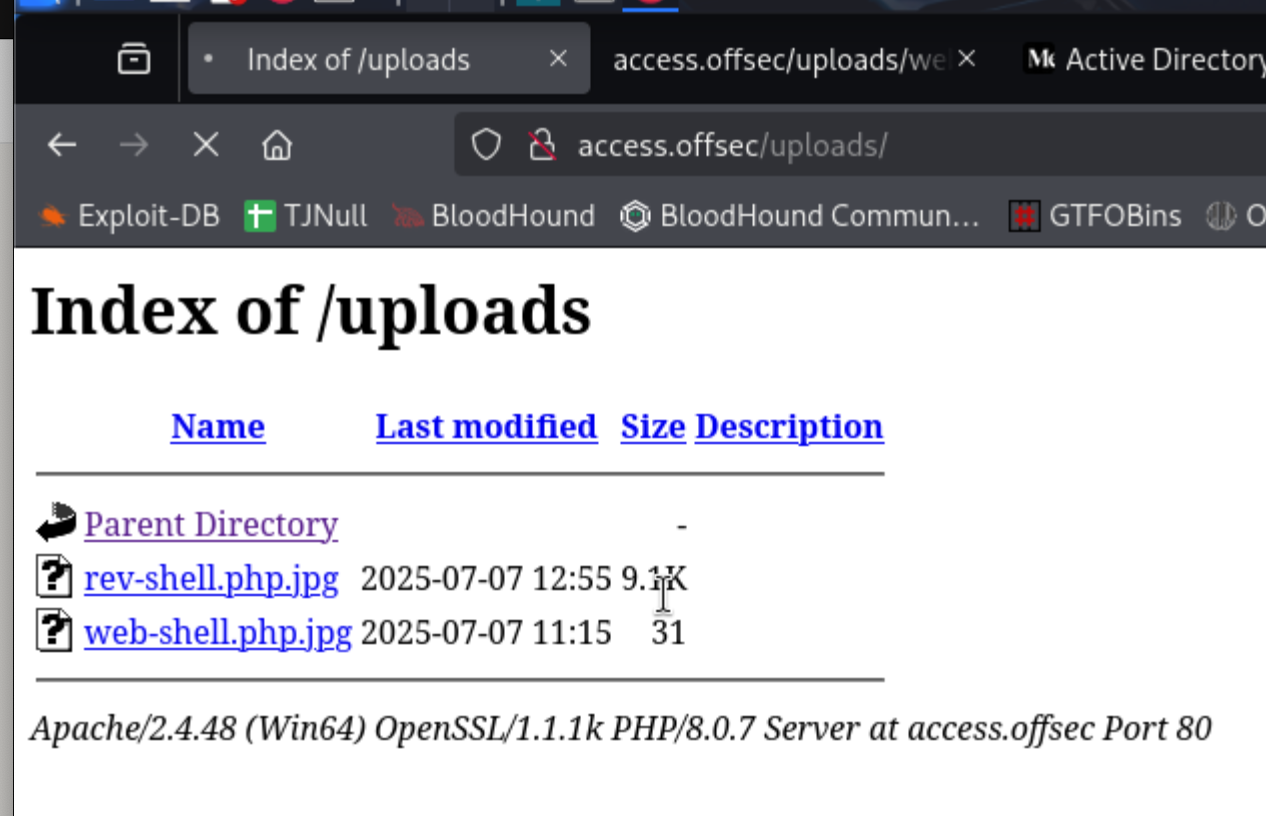 Index of /uploads
access.offsec/uploads/we
Active Directory
access.offsec/uploads/
Exploit-DB TJNull BloodHound BloodHound Commun... GTFOBins O
Index of /uploads
Name Last modified Size Description
Parent Directory -
rev-shell.php.jpg 2025-07-07 12:55 9.1K
web-shell.php.jpg 2025-07-07 11:15 31
Apache/2.4.48 (Win64) OpenSSL/1.1.1k PHP/8.0.7 Server at access.offsec Port 80